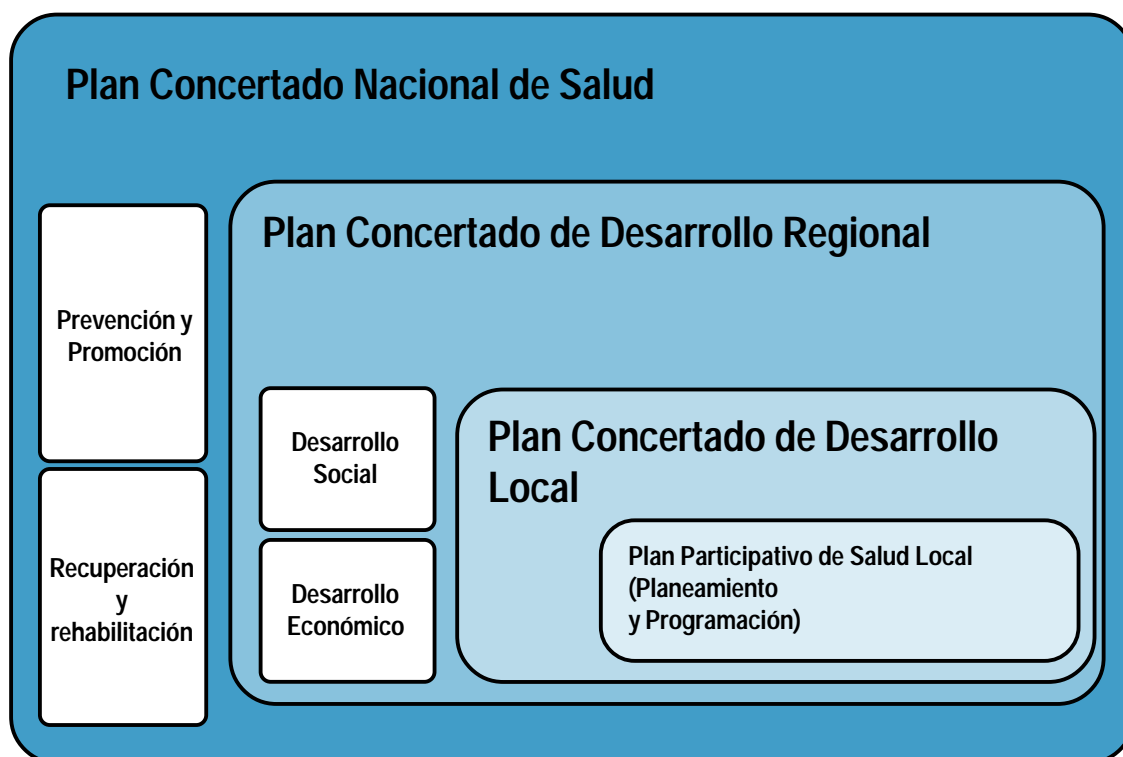 Plan Concertado Nacional de Salud
Plan Concertado de Desarrollo Regional
Prevención y
Promoción
Desarrollo
Social
Plan Concertado de Desarrollo
Local
Recuperación
y
rehabilitación
Desarrollo
Económico
Plan Participativo de Salud Local
(Planeamiento
y Programación)